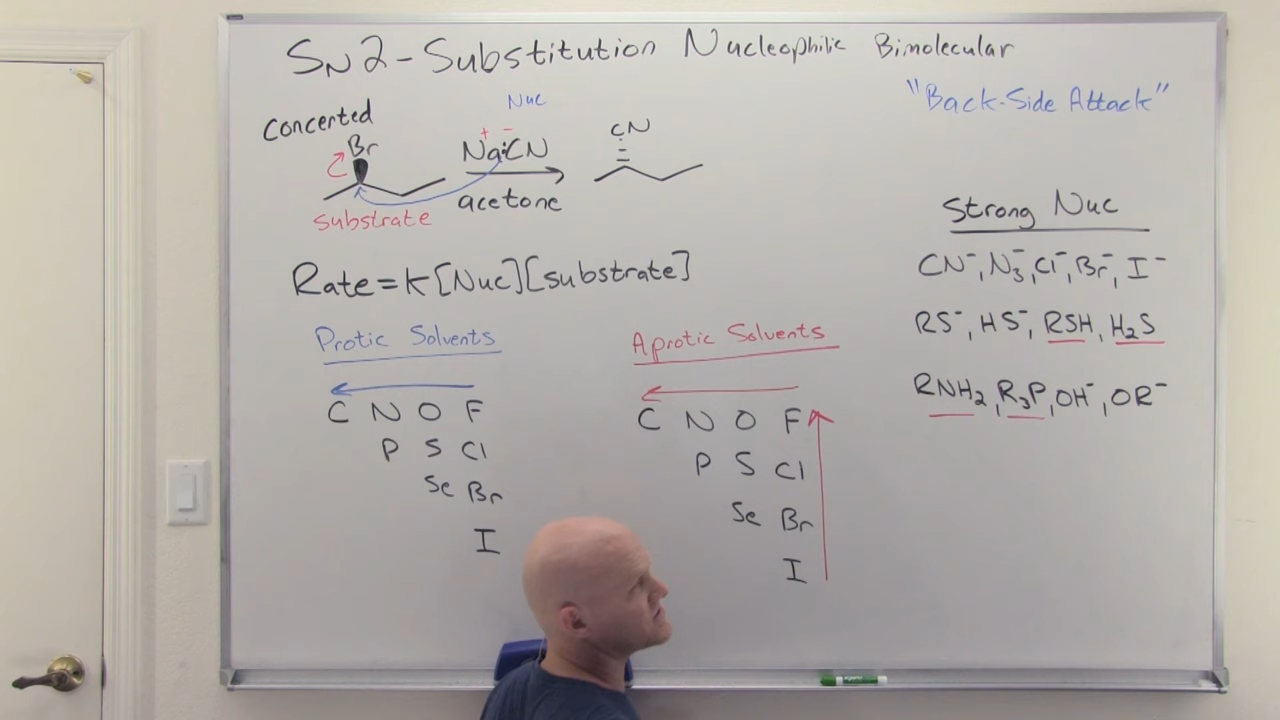 SN2 - Substitution Nucleophilic Bimolecular
"Back-Side Attack"
Concerted
Nuc
Br
+ -
Na:CN
acetone
CN
substrate
Rate = k[Nuc][substrate]
Protic Solvents
C N O F
P S Cl
Se Br
I
Aprotic Solvents
C N O F
P S Cl
Se Br
I
Strong Nuc
CN⁻, N₃⁻, Cl⁻, Br⁻, I⁻
RS⁻, HS⁻, RSH, H₂S
RNH₂, R₃P, OH⁻, OR⁻